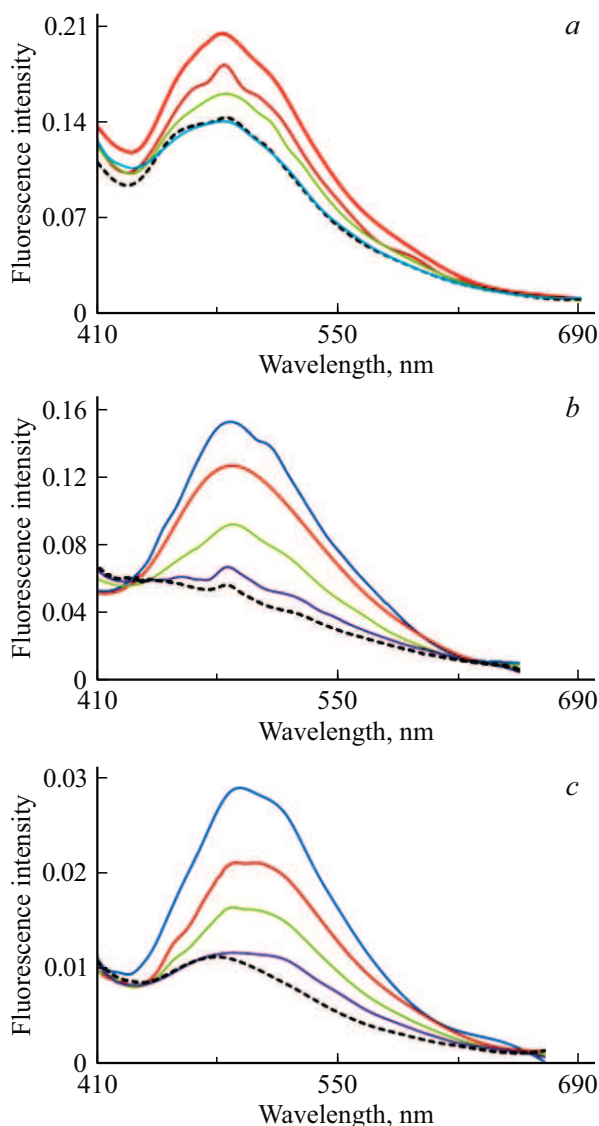 a
0.21
0.14
0.07
0
Fluorescence intensity
410
550
690
Wavelength, nm
b
0.16
0.12
0.08
0.04
0
Fluorescence intensity
410
550
690
Wavelength, nm
c
0.03
0.02
0.01
0
Fluorescence intensity
410
550
690
Wavelength, nm